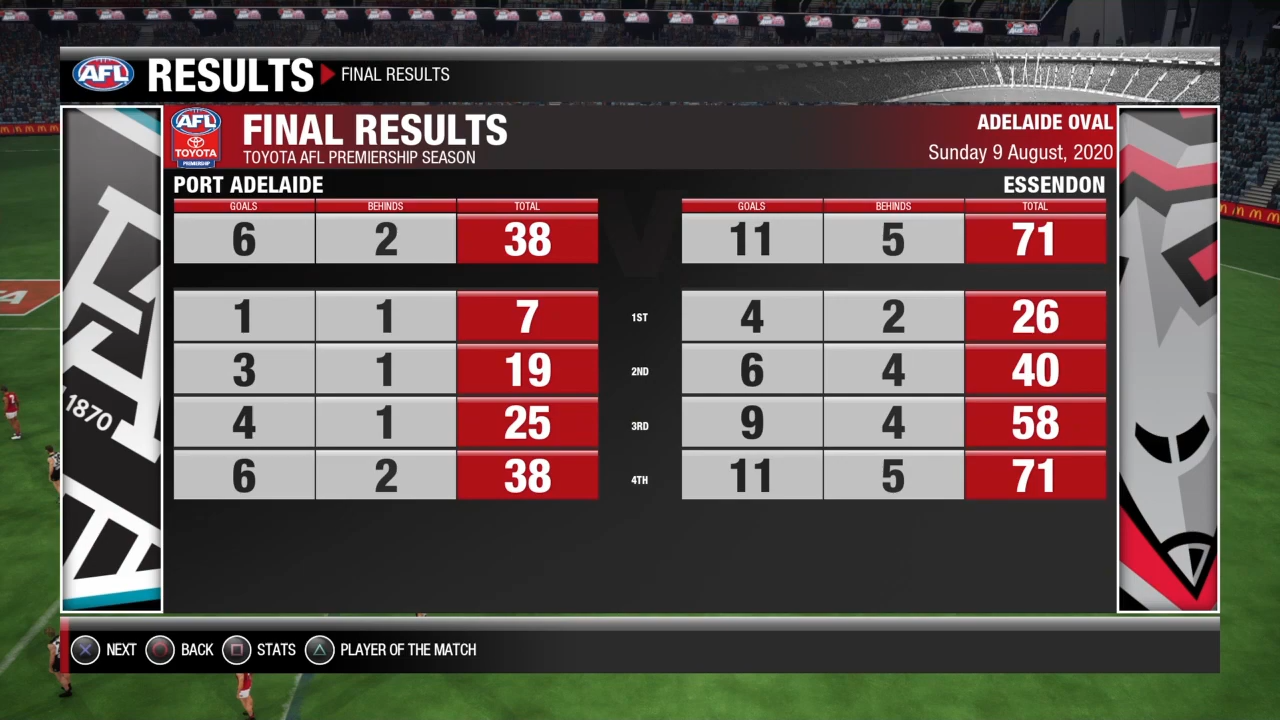 AFL RESULTS FINAL RESULTS
AFL TOYOTA PREMIERSHIP
FINAL RESULTS
TOYOTA AFL PREMIERSHIP SEASON
ADELAIDE OVAL
Sunday 9 August, 2020
PORT ADELAIDE ESSENDON
GOALS BEHINDS TOTAL GOALS BEHINDS TOTAL
6 2 38 11 5 71
1 1 7 1ST 4 2 26
3 1 19 2ND 6 4 40
4 1 25 3RD 9 4 58
6 2 38 4TH 11 5 71
1870
NEXT BACK STATS PLAYER OF THE MATCH